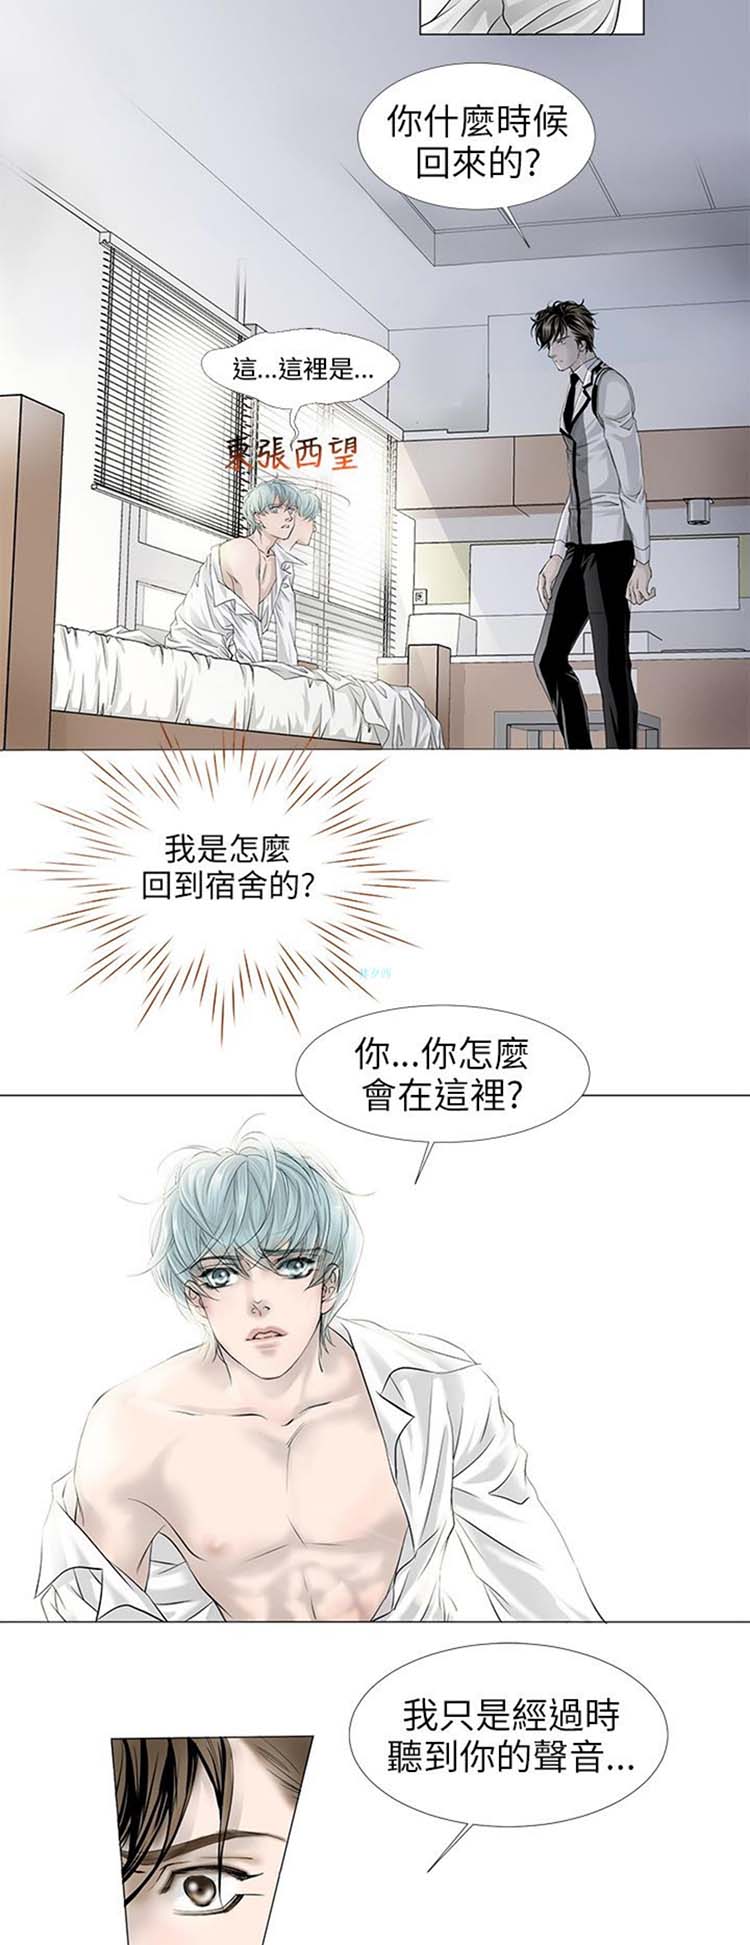 你什麼時候
回來的?
這...這裡是...
東張西望
我是怎麼
回到宿舍的?
你...你怎麼
會在這裡?
我只是經過時
聽到你的聲音...